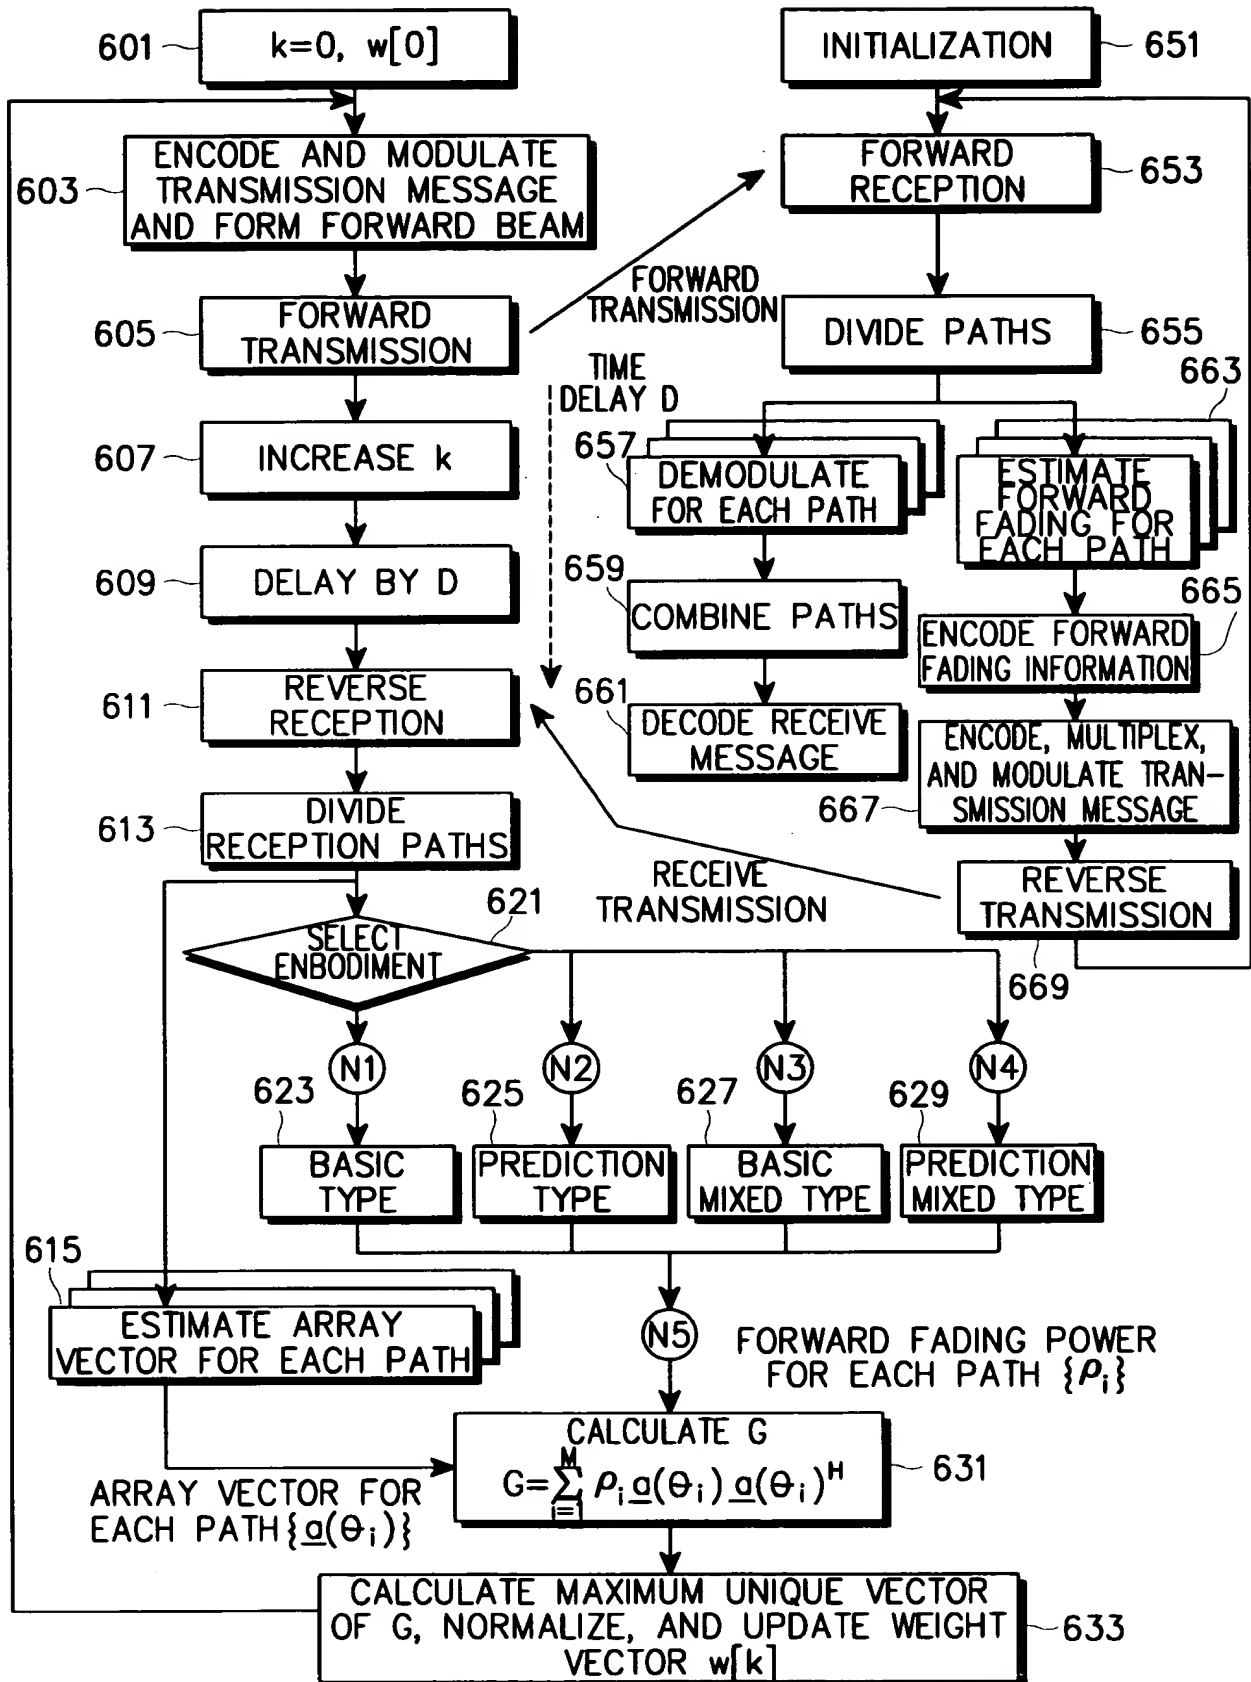 601
k=0, w[0]
603
ENCODE AND MODULATE
TRANSMISSION MESSAGE
AND FORM FORWARD BEAM
605
FORWARD
TRANSMISSION
607
INCREASE k
609
DELAY BY D
611
REVERSE
RECEPTION
613
DIVIDE
RECEPTION PATHS
INITIALIZATION
651
FORWARD
RECEPTION
653
FORWARD
TRANSMISSION
DIVIDE PATHS
655
TIME
DELAY D
657
DEMODULATE
FOR EACH PATH
659
COMBINE PATHS
661
DECODE RECEIVE
MESSAGE
663
ESTIMATE
FORWARD
FADING FOR
EACH PATH
665
ENCODE FORWARD
FADING INFORMATION
667
ENCODE, MULTIPLEX,
AND MODULATE TRAN-
SMISSION MESSAGE
REVERSE
TRANSMISSION
669
RECEIVE
TRANSMISSION
621
SELECT
ENBODIMENT
N1
N2
N3
N4
623
BASIC
TYPE
625
PREDICTION
TYPE
627
BASIC
MIXED TYPE
629
PREDICTION
MIXED TYPE
615
ESTIMATE ARRAY
VECTOR FOR EACH PATH
N5
FORWARD FADING POWER
FOR EACH PATH {ρi}
ARRAY VECTOR FOR
EACH PATH{a(θi)}
CALCULATE G
G=∑ i=1 M ρi a(θi) a(θi)^H
631
CALCULATE MAXIMUM UNIQUE VECTOR
OF G, NORMALIZE, AND UPDATE WEIGHT
VECTOR w[k]
633